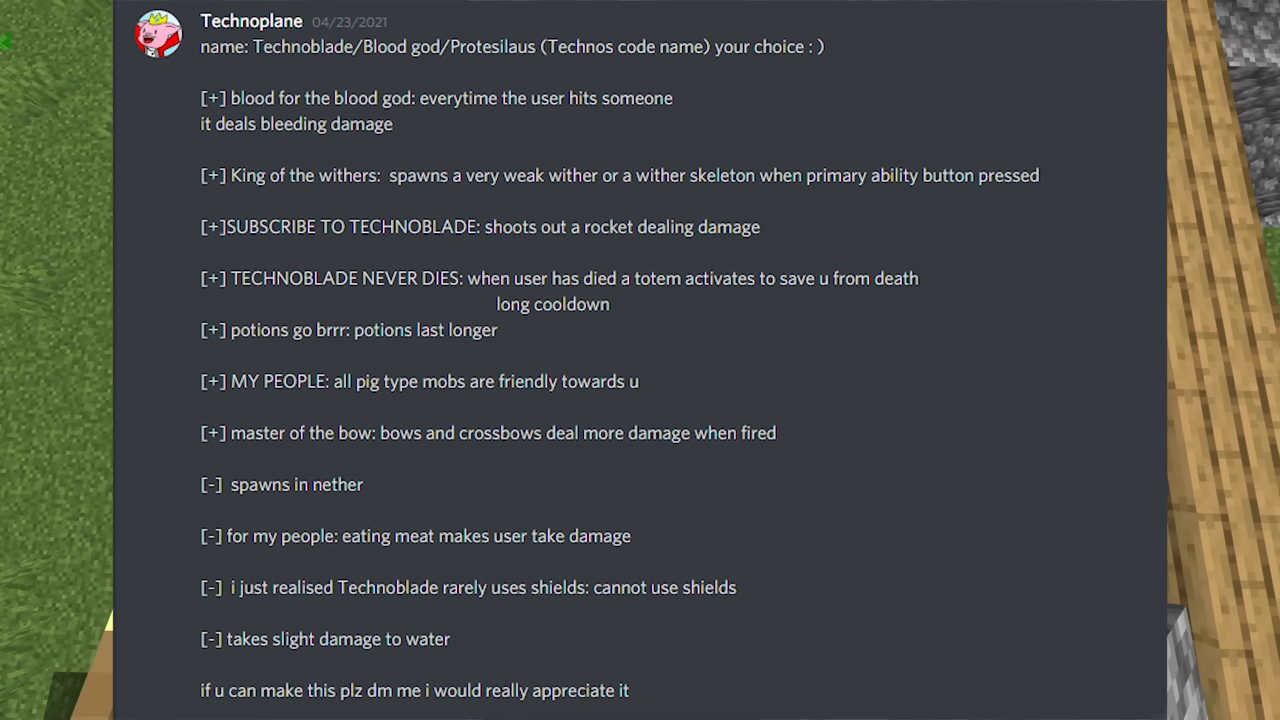 Technoplane 04/23/2021
name: Technoblade/Blood god/Protesilaus (Technos code name) your choice : )
[+] blood for the blood god: everytime the user hits someone
it deals bleeding damage
[+] King of the withers:  spawns a very weak wither or a wither skeleton when primary ability button pressed
[+]SUBSCRIBE TO TECHNOBLADE: shoots out a rocket dealing damage
[+] TECHNOBLADE NEVER DIES: when user has died a totem activates to save u from death
long cooldown
[+] potions go brrr: potions last longer
[+] MY PEOPLE: all pig type mobs are friendly towards u
[+] master of the bow: bows and crossbows deal more damage when fired
[-]  spawns in nether
[-] for my people: eating meat makes user take damage
[-]  i just realised Technoblade rarely uses shields: cannot use shields
[-] takes slight damage to water
if u can make this plz dm me i would really appreciate it